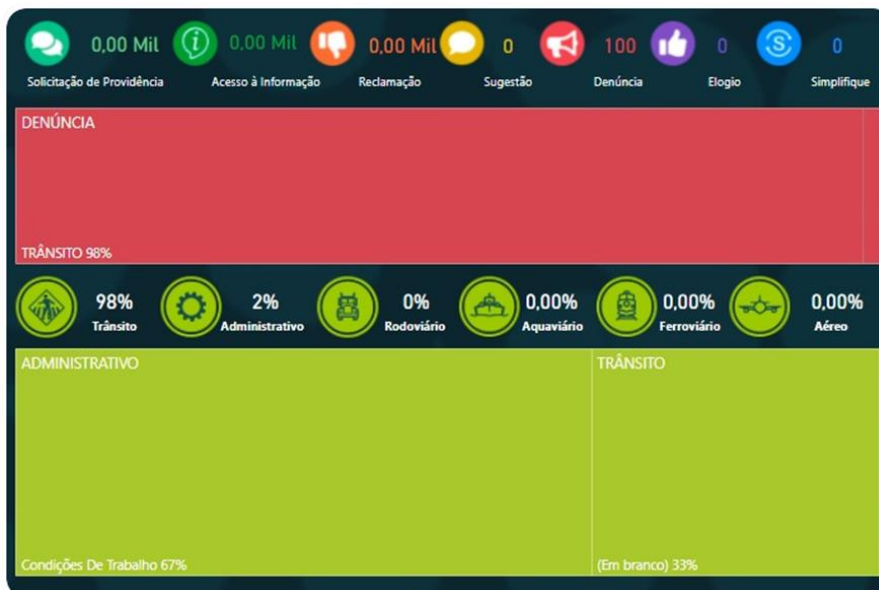 0,00 Mil 0,00 Mil 0,00 Mil 0 100 0 0
Solicitação de Providência Acesso à Informação Reclamação Sugestão Denúncia Elogio Simplifique
DENÚNCIA
TRÂNSITO 98%
98% 2% 0% 0,00% 0,00% 0,00%
Trânsito Administrativo Rodoviário Aquaviário Ferroviário Aéreo
ADMINISTRATIVO TRÂNSITO
Condições De Trabalho 67% (Em branco) 33%